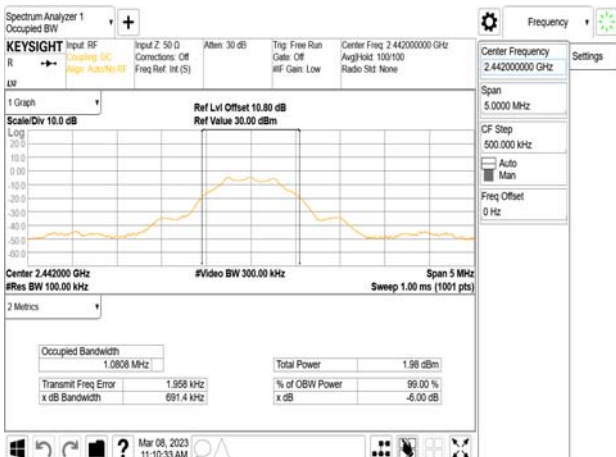 Spectrum Analyzer 1
Occupied BW
Frequency
KEYSIGHT
R
Input: RF
Coupling: DC
Align: Auto/No RF
Input Z: 50 Ω
Corrections: Off
Freq Ref: Int (S)
Atten: 30 dB
Trig: Free Run
Gate: Off
#IF Gain: Low
Center Freq: 2.442000000 GHz
Avg|Hold: 100/100
Radio Std: None
Center Frequency
2.442000000 GHz
Settings
Span
5.0000 MHz
CF Step
500.000 kHz
Auto
Man
Freq Offset
0 Hz
1 Graph
Scale/Div 10.0 dB
Ref Lvl Offset 10.80 dB
Ref Value 30.00 dBm
Log
20.0
10.0
0.00
-10.0
-20.0
-30.0
-40.0
-50.0
-60.0
Center 2.442000 GHz
#Res BW 100.00 kHz
#Video BW 300.00 kHz
Span 5 MHz
Sweep 1.00 ms (1001 pts)
2 Metrics
Occupied Bandwidth
1.0808 MHz
Total Power
1.98 dBm
Transmit Freq Error
1.958 kHz
% of OBW Power
99.00 %
x dB Bandwidth
691.4 kHz
x dB
-6.00 dB
Mar 08, 2023
11:10:33 AM